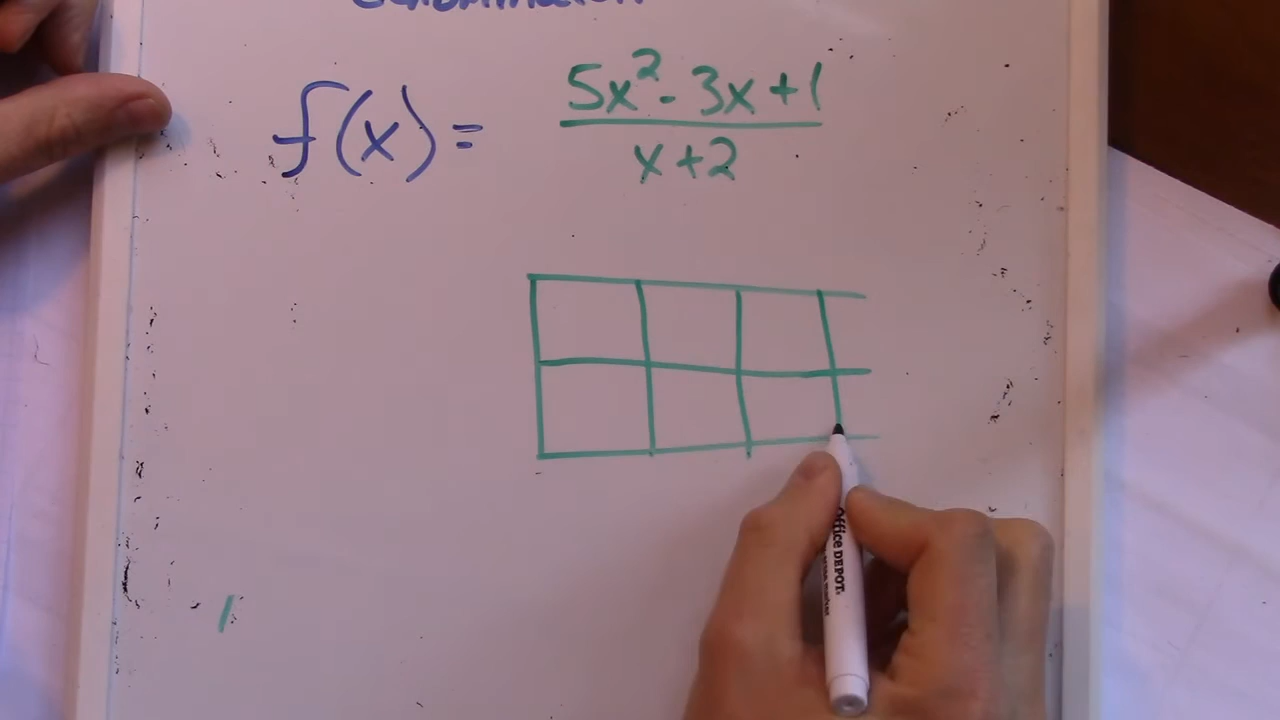 f(x) = 5x² - 3x + 1
x + 2
Office DEPOT.